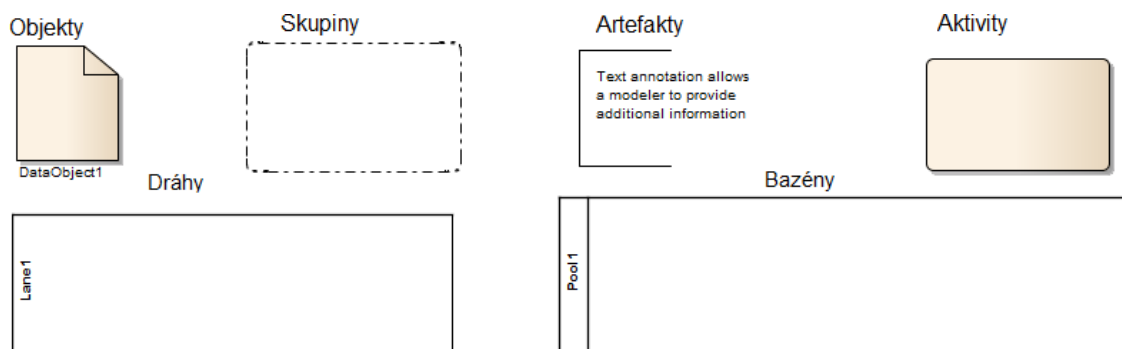 Objekty
Skupiny
Artefakty
Aktivity
Text annotation allows
a modeler to provide
additional information
DataObject1
Dráhy
Bazény
Lane1
Pool1